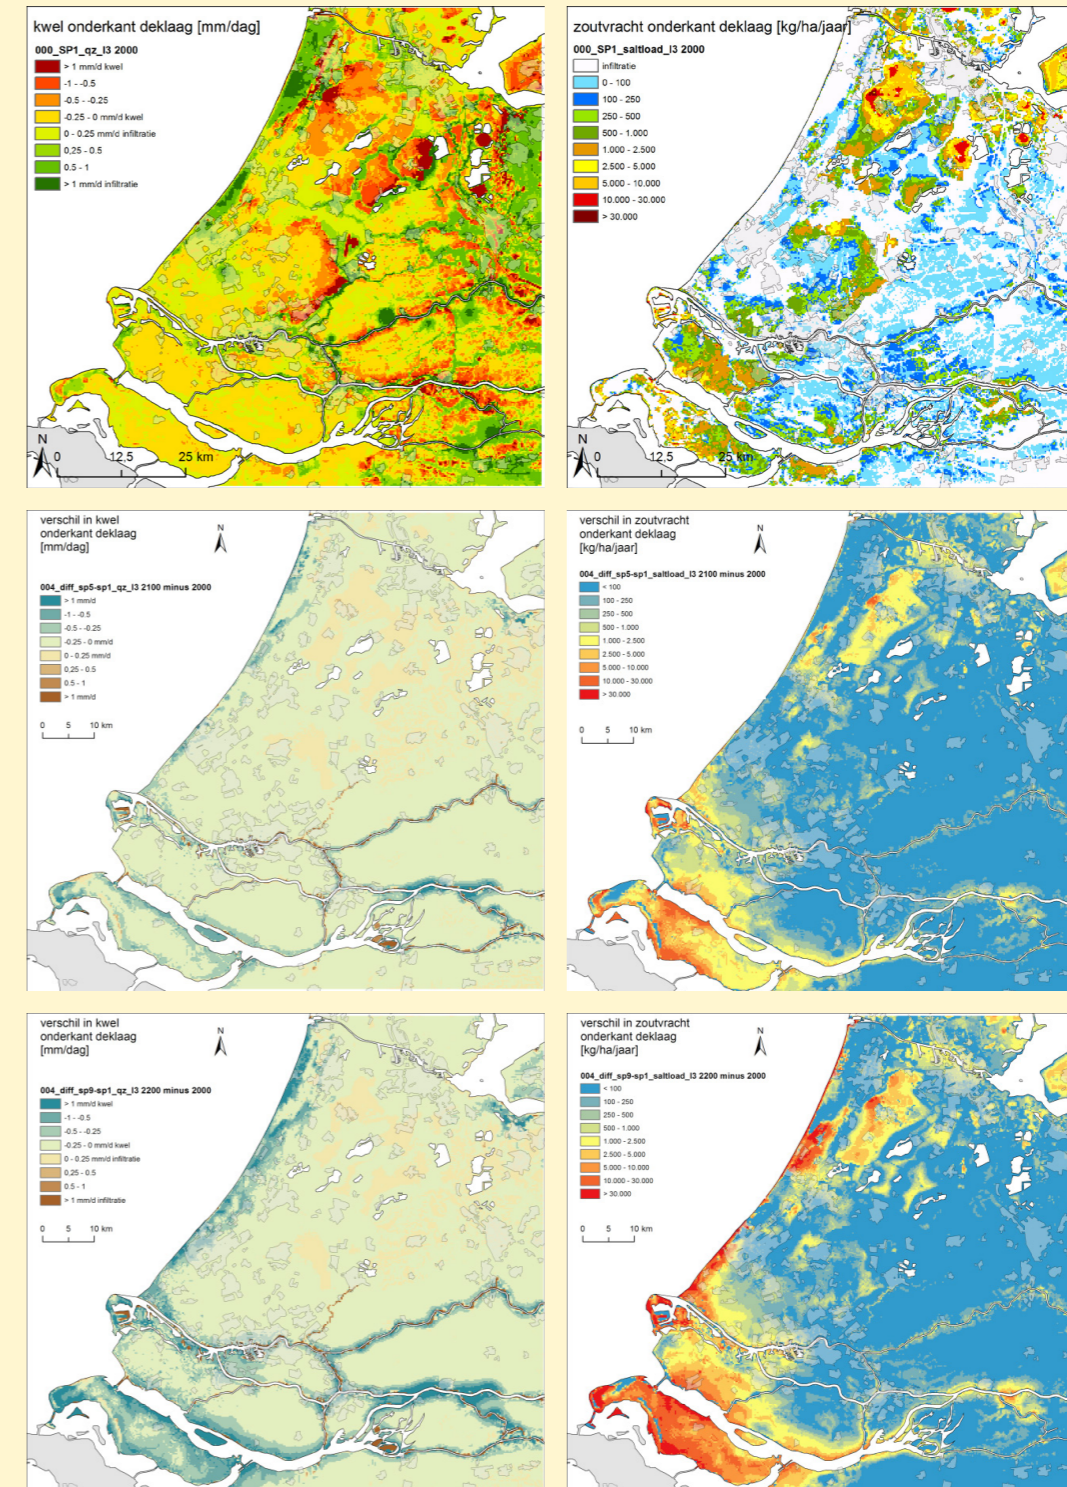 kwel onderkant deklaag [mm/dag]
000_SP1_qz_l3 2000
> 1 mm/d kwel
-1 - -0.5
-0.5 - -0.25
-0.25 - 0 mm/d kwel
0 - 0.25 mm/d infiltratie
0,25 - 0.5
0.5 - 1
> 1 mm/d infiltratie
N
0 12,5 25 km
zoutvracht onderkant deklaag [kg/ha/jaar]
000_SP1_saltload_l3 2000
infiltratie
0 - 100
100 - 250
250 - 500
500 - 1.000
1.000 - 2.500
2.500 - 5.000
5.000 - 10.000
10.000 - 30.000
> 30.000
N
0 12,5 25 km
verschil in kwel
onderkant deklaag
[mm/dag]
N
004_diff_sp5-sp1_qz_l3 2100 minus 2000
> 1 mm/d
-1 - -0.5
-0.5 - -0.25
-0.25 - 0 mm/d
0 - 0.25 mm/d
0,25 - 0.5
0.5 - 1
> 1 mm/d
0 5 10 km
verschil in zoutvracht
onderkant deklaag
[kg/ha/jaar]
N
004_diff_sp5-sp1_saltload_l3 2100 minus 2000
< 100
100 - 250
250 - 500
500 - 1.000
1.000 - 2.500
2.500 - 5.000
5.000 - 10.000
10.000 - 30.000
> 30.000
0 5 10 km
verschil in kwel
onderkant deklaag
[mm/dag]
N
004_diff_sp9-sp1_qz_l3 2200 minus 2000
> 1 mm/d kwel
-1 - -0.5
-0.5 - -0.25
-0.25 - 0 mm/d kwel
0 - 0.25 mm/d infiltratie
0,25 - 0.5
0.5 - 1
> 1 mm/d infiltratie
0 5 10 km
verschil in zoutvracht
onderkant deklaag
[kg/ha/jaar]
N
004_diff_sp9-sp1_saltload_l3 2200 minus 2000
< 100
100 - 250
250 - 500
500 - 1.000
1.000 - 2.500
2.500 - 5.000
5.000 - 10.000
10.000 - 30.000
> 30.000
0 5 10 km